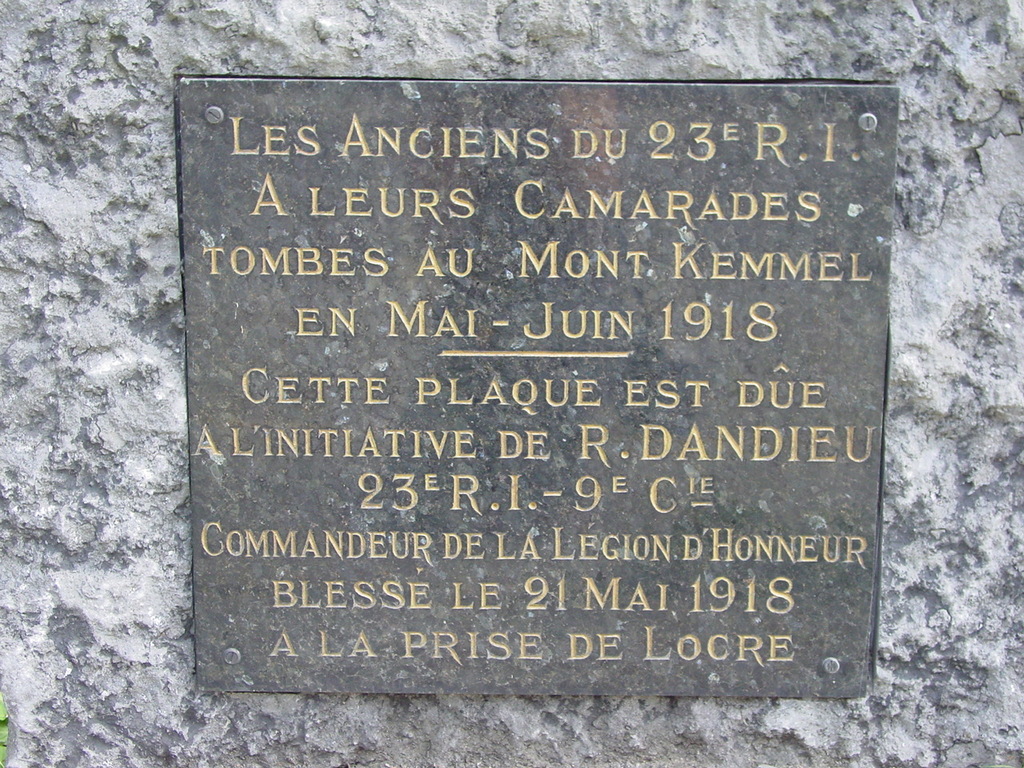 LES ANCIENS DU 23E R.I.
A LEURS CAMARADES
TOMBES AU MONT KEMMEL
EN MAI - JUIN 1918
CETTE PLAQUE EST DÛE
A L'INITIATIVE DE R. DANDIEU
23E R.I. - 9E CIE
COMMANDEUR DE LA LÉGION D'HONNEUR
BLESSÉ LE 21 MAI 1918
A LA PRISE DE LOCRE